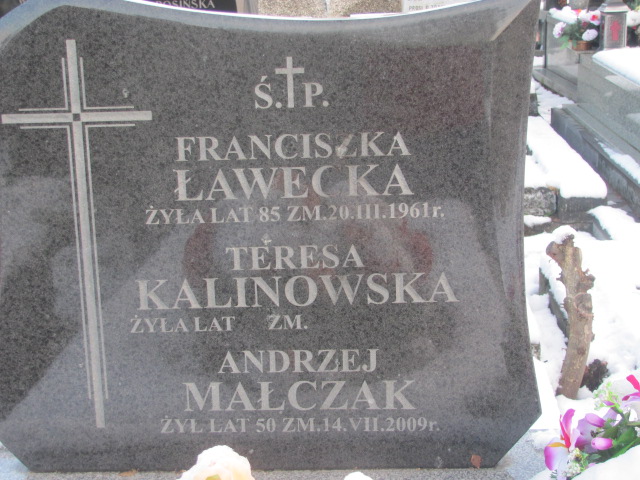 OSIŃSKA
Ś.†P.
FRANCISZKA
ŁAWECKA
ŻYŁA LAT 85 ZM.20.III.1961r.
TERESA
KALINOWSKA
ŻYŁA LAT ZM.
ANDRZEJ
MAŁCZAK
ŻYŁ LAT 50 ZM.14.VII.2009r.